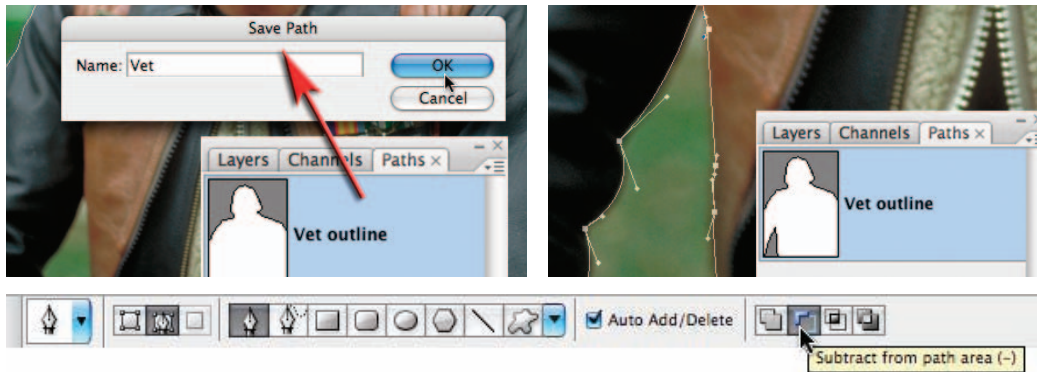 Save Path
Name: Vet
OK
Cancel
Layers Channels Paths
Vet outline
Layers Channels Paths
Vet outline
Auto Add/Delete
Subtract from path area (-)